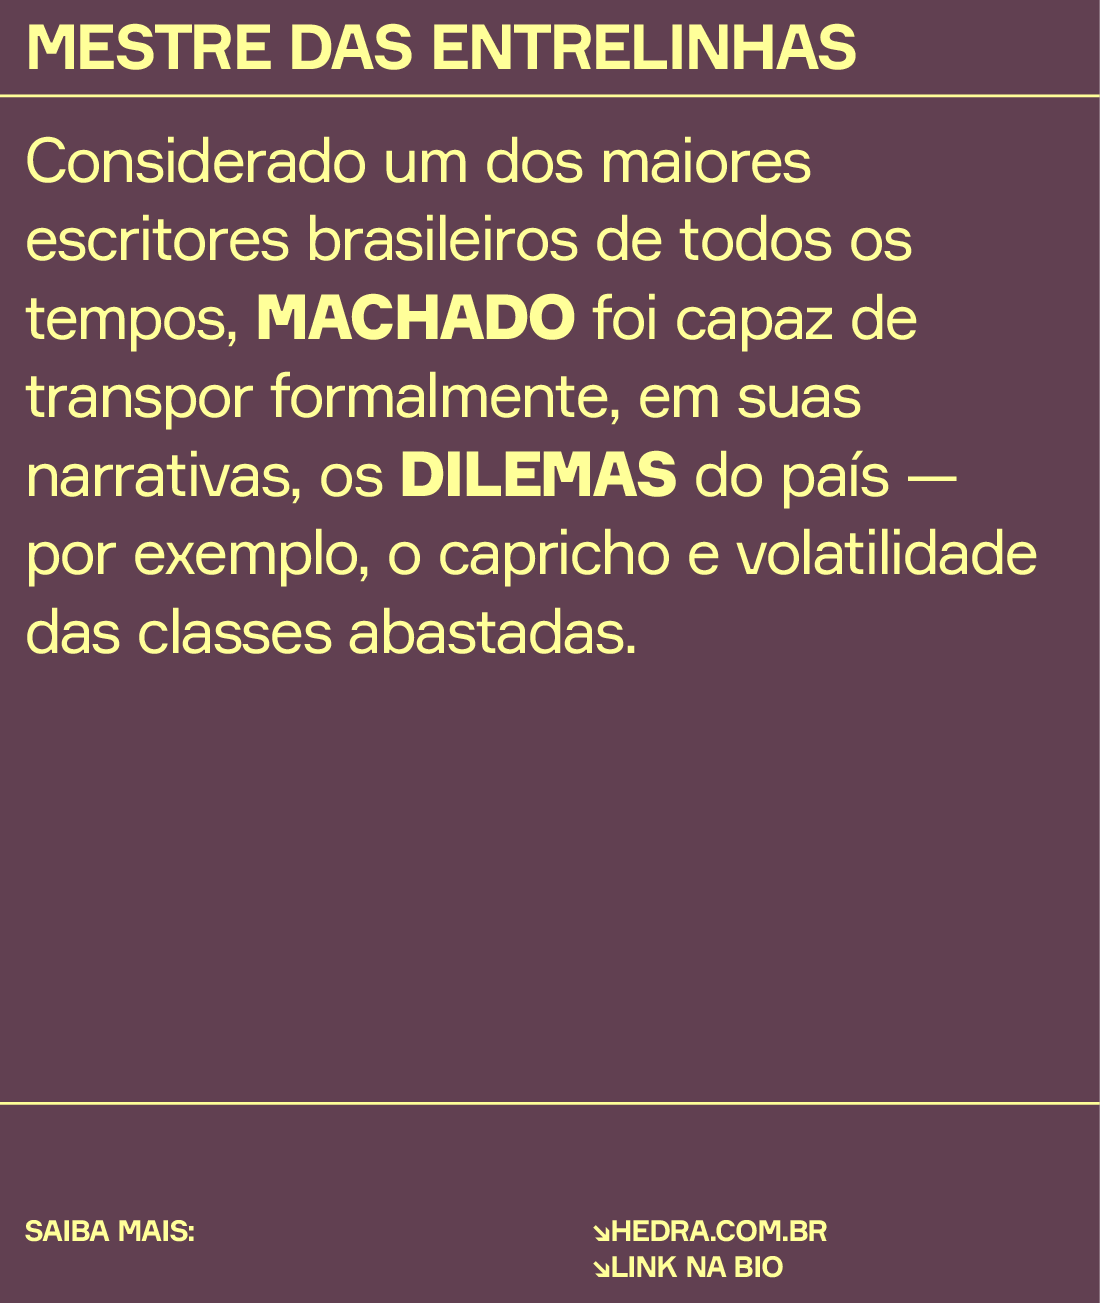 MESTRE DAS ENTRELINHAS
Considerado um dos maiores
escritores brasileiros de todos os
tempos, MACHADO foi capaz de
transpor formalmente, em suas
narrativas, os DILEMAS do país —
por exemplo, o capricho e volatilidade
das classes abastadas.
SAIBA MAIS:
↘HEDRA.COM.BR
↘LINK NA BIO